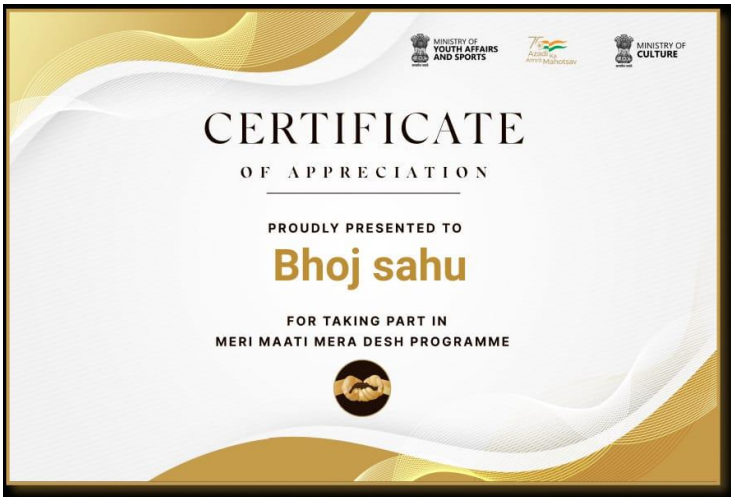 MINISTRY OF
YOUTH AFFAIRS
AND SPORTS
Azadi Ka
Amrit Mahotsav
MINISTRY OF
CULTURE
CERTIFICATE
OF APPRECIATION
PROUDLY PRESENTED TO
Bhoj sahu
FOR TAKING PART IN
MERI MAATI MERA DESH PROGRAMME